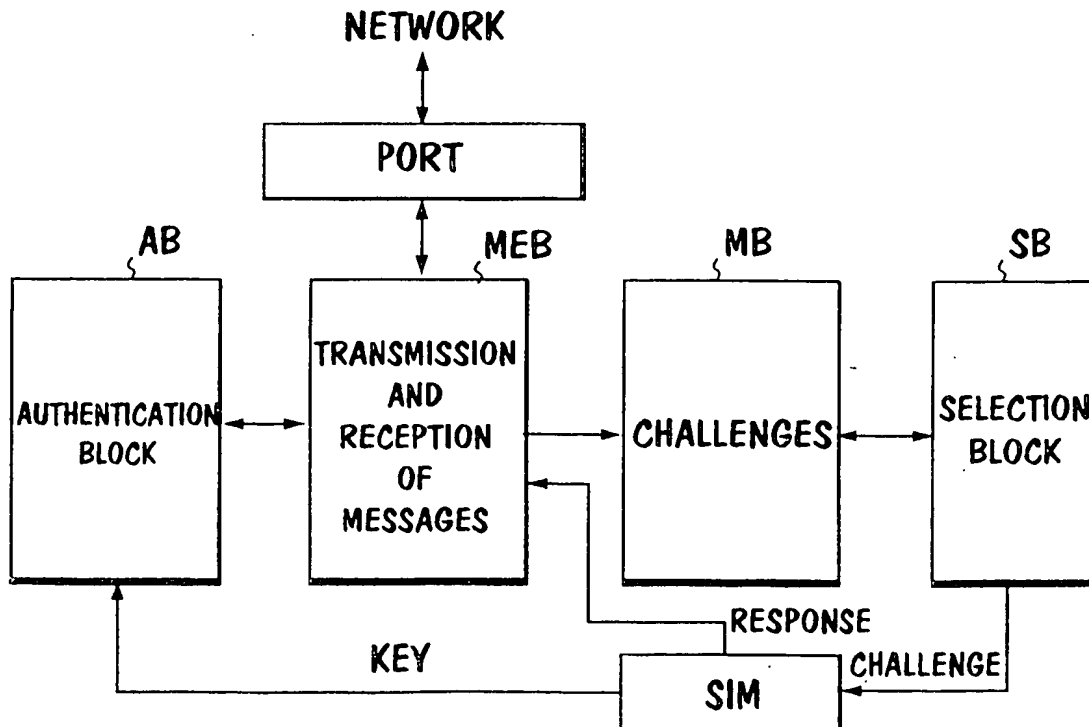 NETWORK
PORT
AB
MEB
MB
SB
AUTHENTICATION
BLOCK
TRANSMISSION
AND
RECEPTION
OF
MESSAGES
CHALLENGES
SELECTION
BLOCK
RESPONSE
KEY
CHALLENGE
SIM